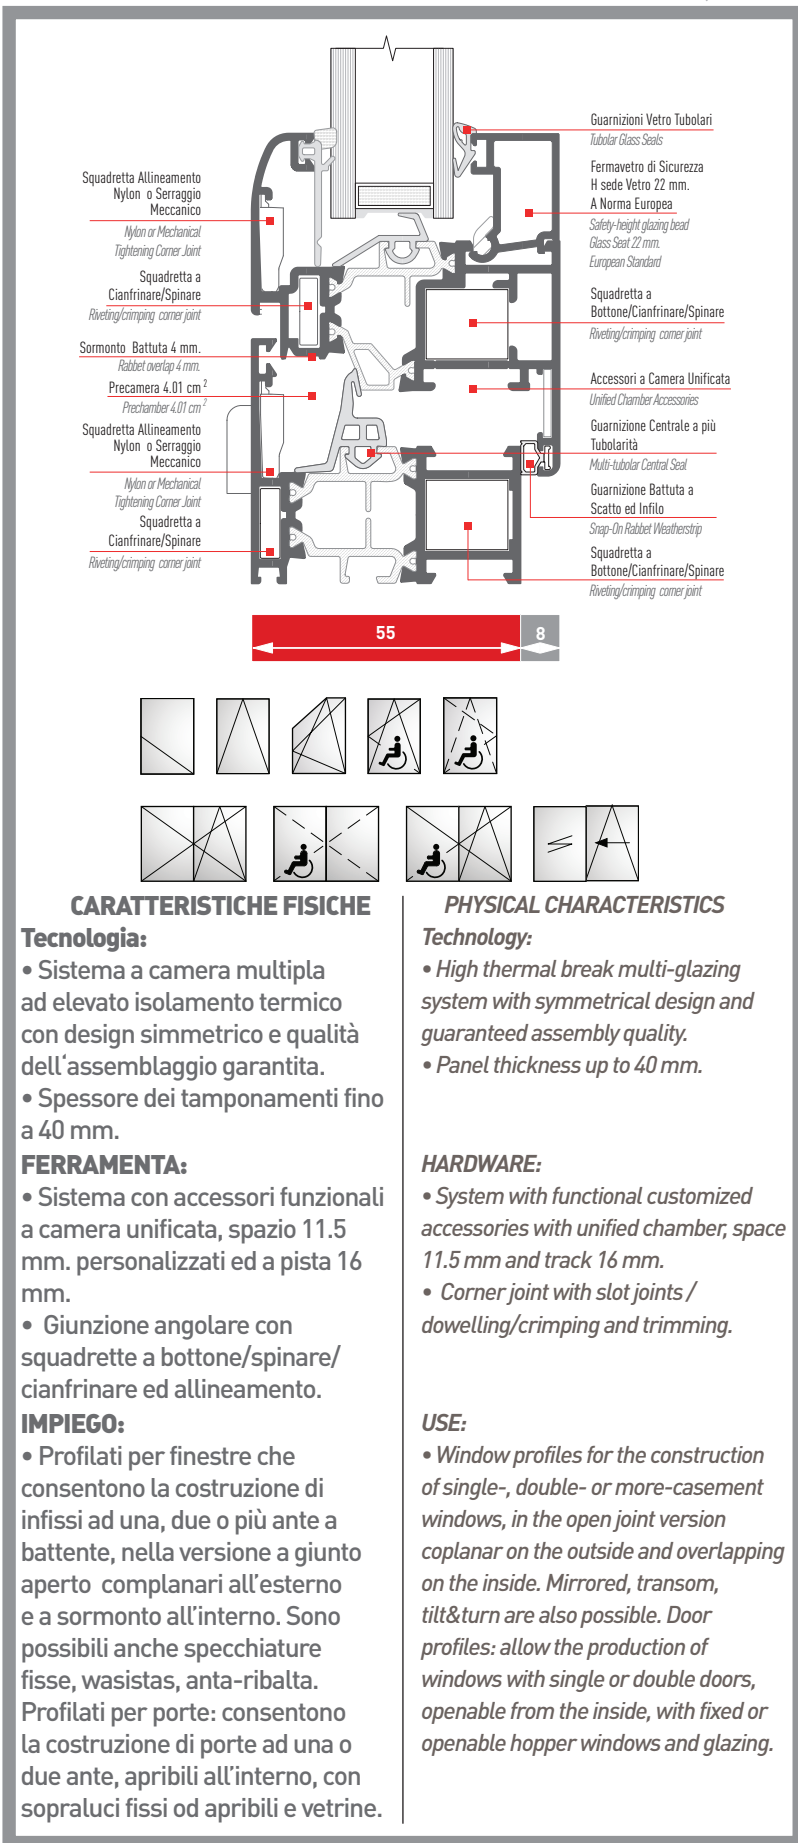 Squadretta Allineamento
Nylon o Serraggio
Meccanico
Nylon or Mechanical
Tightening Corner Joint
Squadretta a
Cianfrinare/Spinare
Riveting/crimping corner joint
Sormonto Battuta 4 mm.
Rabbet overlap 4 mm.
Precamera 4.01 cm²
Prechamber 4.01 cm²
Squadretta Allineamento
Nylon o Serraggio
Meccanico
Nylon or Mechanical
Tightening Corner Joint
Squadretta a
Cianfrinare/Spinare
Riveting/crimping corner joint
Guarnizioni Vetro Tubolari
Tubolar Glass Seals
Fermavetro di Sicurezza
H sede Vetro 22 mm.
A Norma Europea
Safety-height glazing bead
Glass Seat 22 mm.
European Standard
Squadretta a
Bottone/Cianfrinare/Spinare
Riveting/crimping corner joint
Accessori a Camera Unificata
Unified Chamber Accessories
Guarnizione Centrale a più
Tubolarità
Multi-tubolar Central Seal
Guarnizione Battuta a
Scatto ed Infilo
Snap-On Rabbet Weatherstrip
Squadretta a
Bottone/Cianfrinare/Spinare
Riveting/crimping corner joint
55
8
CARATTERISTICHE FISICHE
Tecnologia:
• Sistema a camera multipla
ad elevato isolamento termico
con design simmetrico e qualità
dell‘assemblaggio garantita.
• Spessore dei tamponamenti fino
a 40 mm.
FERRAMENTA:
• Sistema con accessori funzionali
a camera unificata, spazio 11.5
mm. personalizzati ed a pista 16
mm.
• Giunzione angolare con
squadrette a bottone/spinare/
cianfrinare ed allineamento.
IMPIEGO:
• Profilati per finestre che
consentono la costruzione di
infissi ad una, due o più ante a
battente, nella versione a giunto
aperto complanari all’esterno
e a sormonto all’interno. Sono
possibili anche specchiature
fisse, wasistas, anta-ribalta.
Profilati per porte: consentono
la costruzione di porte ad una o
due ante, apribili all’interno, con
sopraluci fissi od apribili e vetrine.
PHYSICAL CHARACTERISTICS
Technology:
• High thermal break multi-glazing
system with symmetrical design and
guaranteed assembly quality.
• Panel thickness up to 40 mm.
HARDWARE:
• System with functional customized
accessories with unified chamber, space
11.5 mm and track 16 mm.
• Corner joint with slot joints /
dowelling/crimping and trimming.
USE:
• Window profiles for the construction
of single-, double- or more-casement
windows, in the open joint version
coplanar on the outside and overlapping
on the inside. Mirrored, transom,
tilt&turn are also possible. Door
profiles: allow the production of
windows with single or double doors,
openable from the inside, with fixed or
openable hopper windows and glazing.